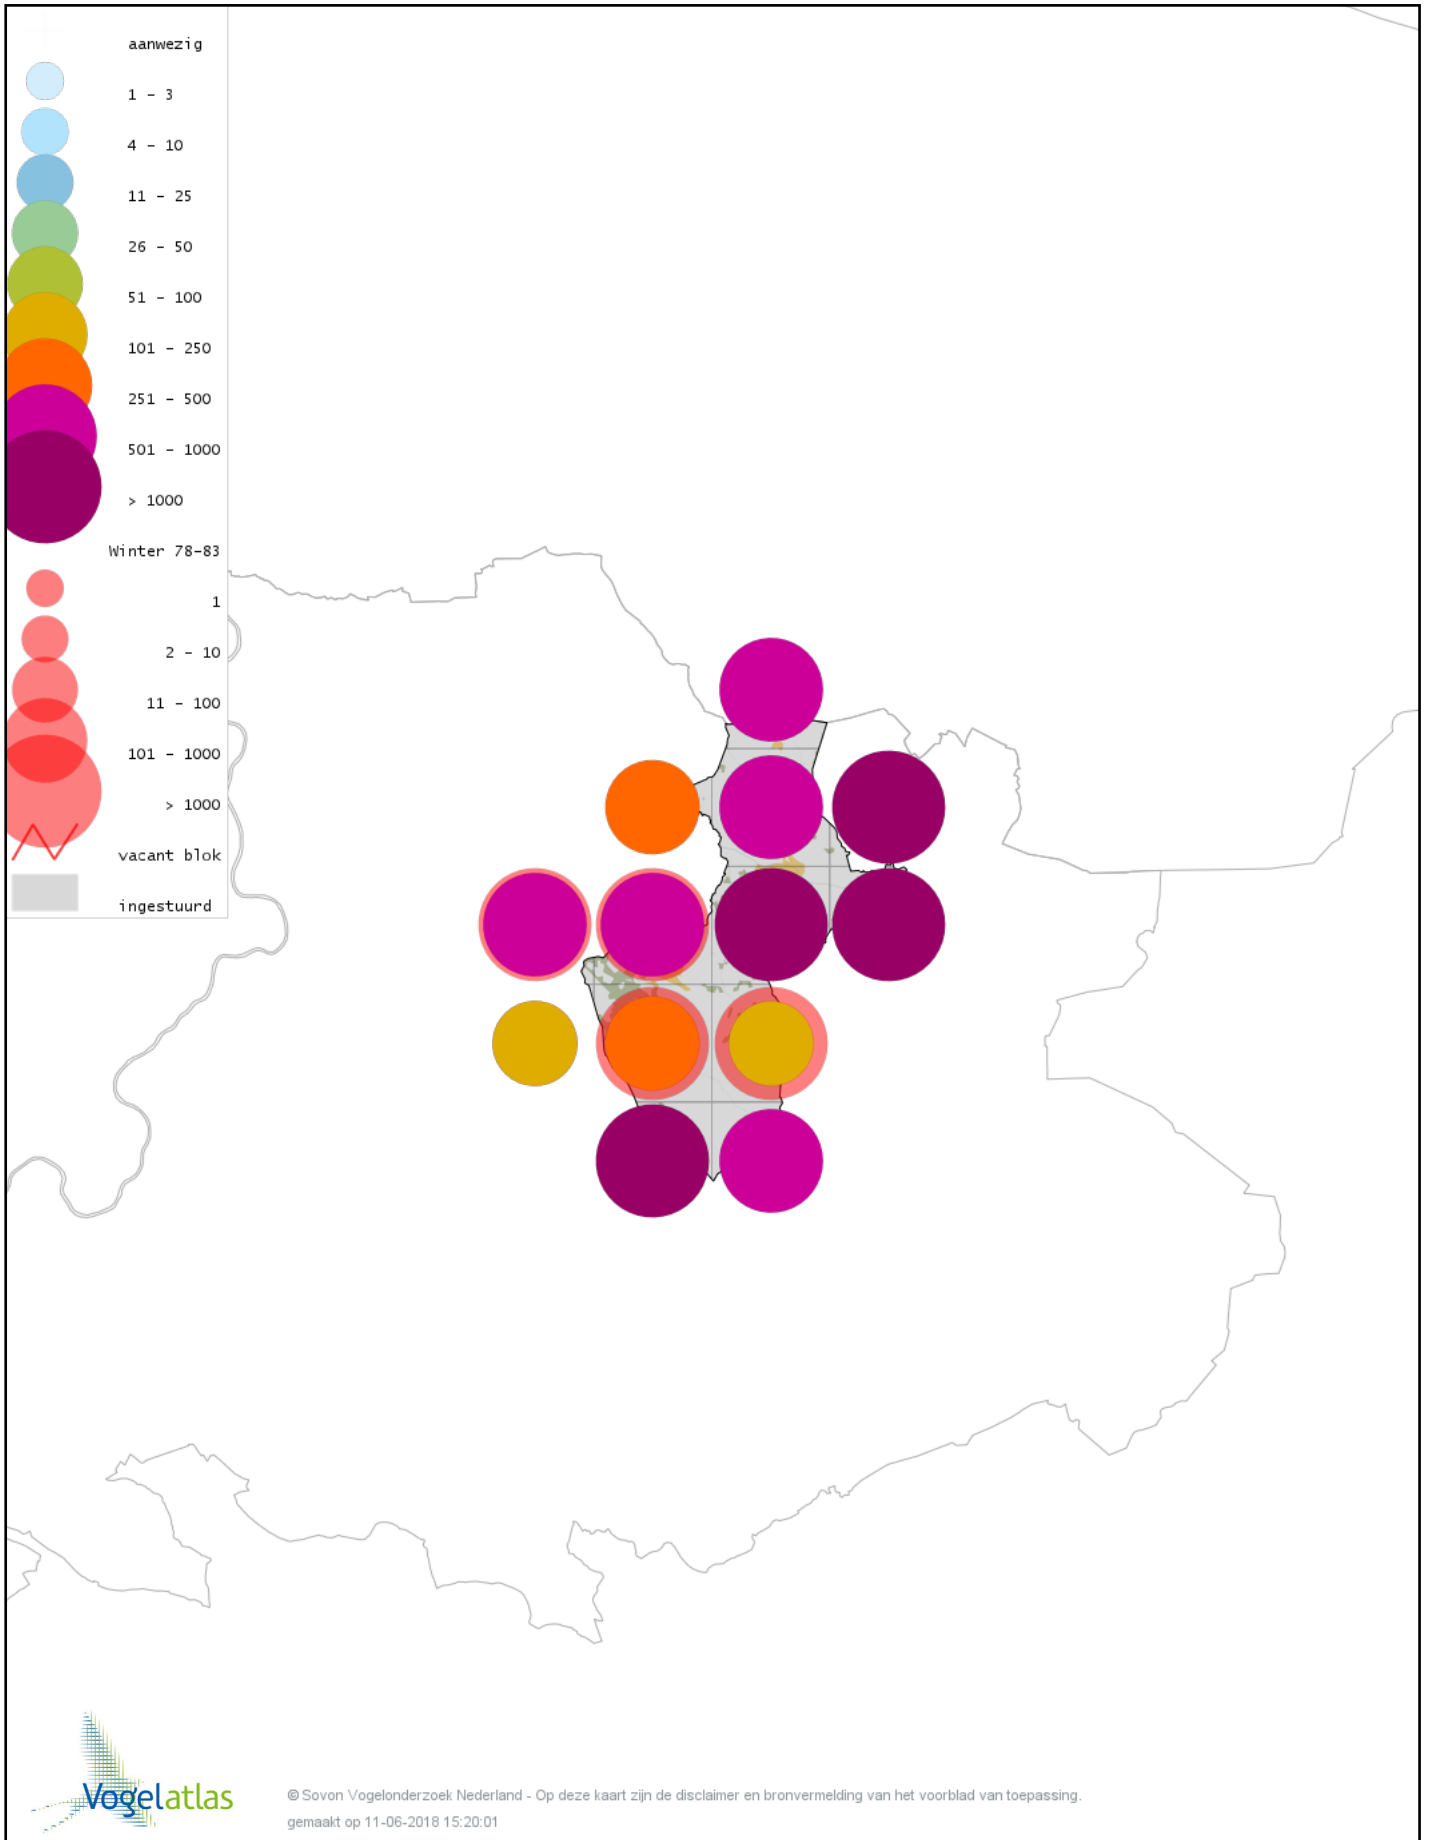 aanwezig
1 - 3
4 - 10
11 - 25
26 - 50
51 - 100
101 - 250
251 - 500
501 - 1000
> 1000
Winter 78-83
1
2 - 10
11 - 100
101 - 1000
> 1000
vacant blok
ingestuurd
Vogelatlas
© Sovon Vogelonderzoek Nederland - Op deze kaart zijn de disclaimer en bronvermelding van het voorblad van toepassing.
gemaakt op 11-06-2018 15:20:01